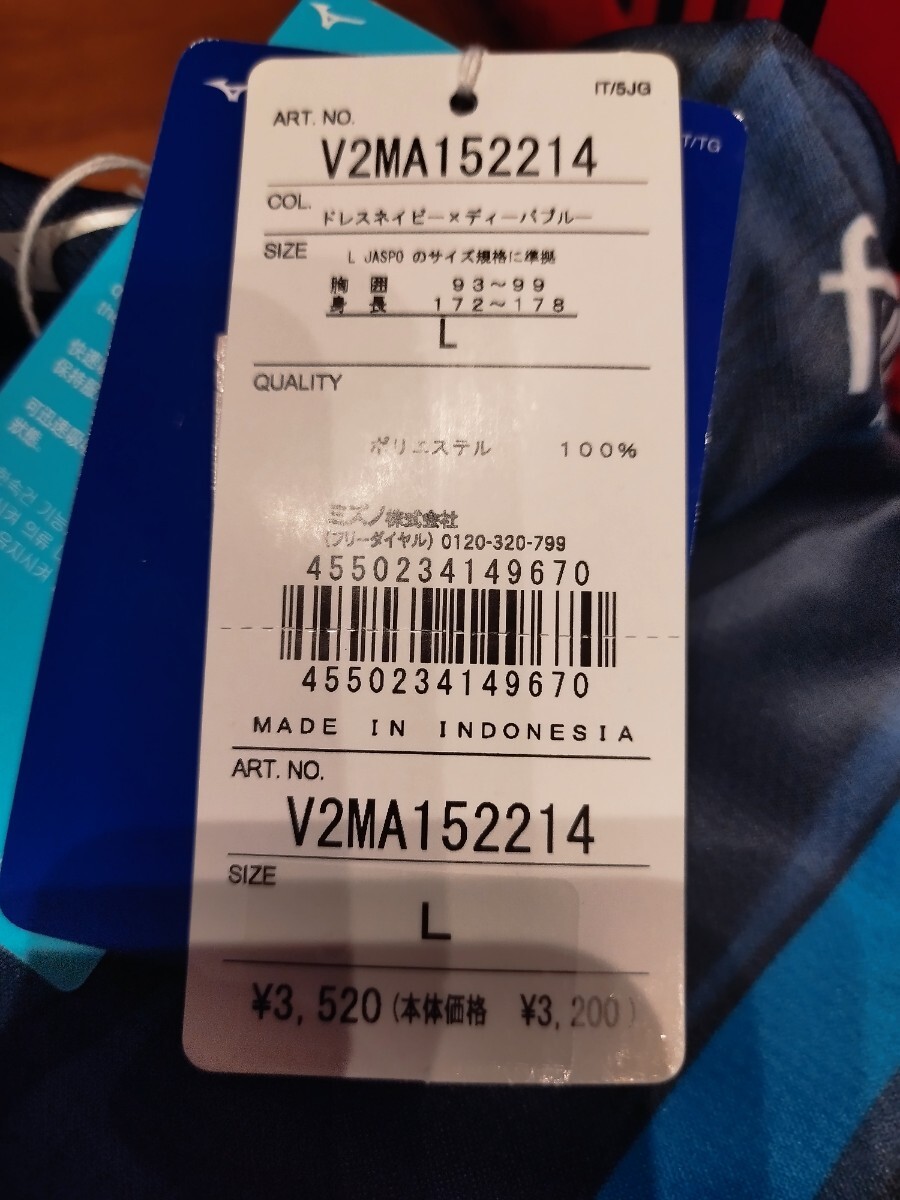 IT/5JG
ART. NO.
V2MA152214
T/TG
COL.
ドレスネイビー×ディープブルー
SIZE
L JASPO のサイズ規格に準拠
胸 囲 93~99
身 長 172~178
L
QUALITY
ポリエステル 100%
ミズノ株式会社
(フリーダイヤル) 0120-320-799
4550234149670
4550234149670
MADE IN INDONESIA
ART. NO.
V2MA152214
SIZE
L
¥3,520 (本体価格 ¥3,200)